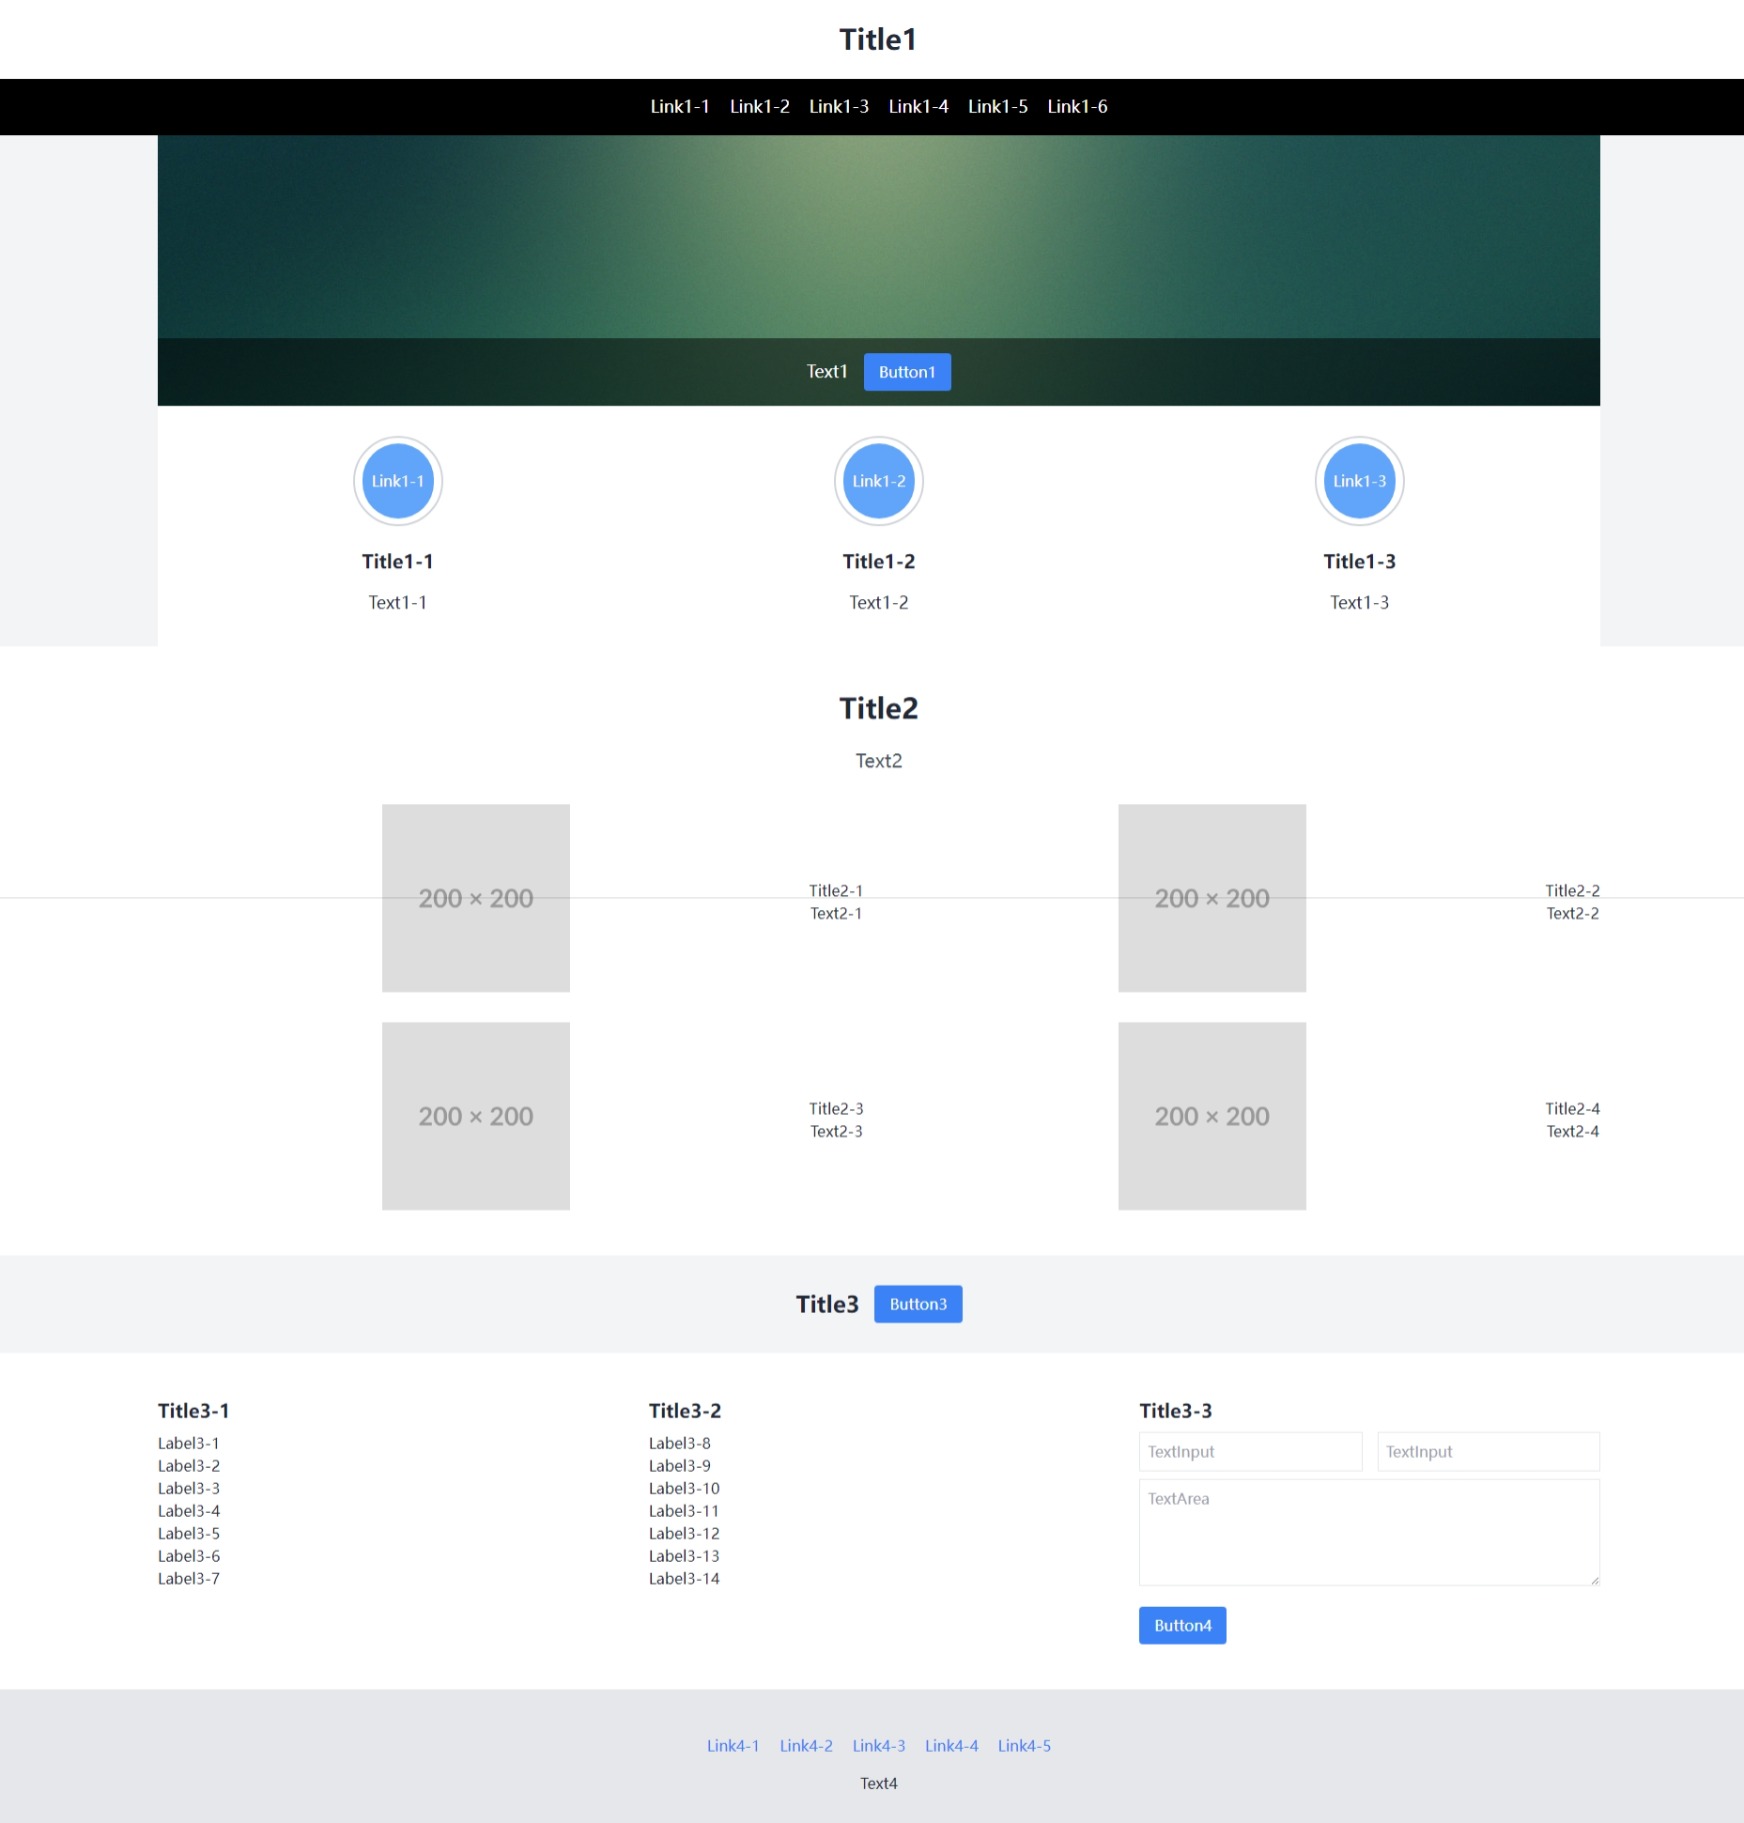 Title1
Link1-1 Link1-2 Link1-3 Link1-4 Link1-5 Link1-6
Text1 Button1
Link1-1 Link1-2 Link1-3
Title1-1 Title1-2 Title1-3
Text1-1 Text1-2 Text1-3
Title2
Text2
200 × 200
Title2-1
Text2-1
200 × 200
Title2-2
Text2-2
200 × 200
Title2-3
Text2-3
200 × 200
Title2-4
Text2-4
Title3 Button3
Title3-1
Label3-1
Label3-2
Label3-3
Label3-4
Label3-5
Label3-6
Label3-7
Title3-2
Label3-8
Label3-9
Label3-10
Label3-11
Label3-12
Label3-13
Label3-14
Title3-3
TextInput TextInput
TextArea
Button4
Link4-1 Link4-2 Link4-3 Link4-4 Link4-5
Text4